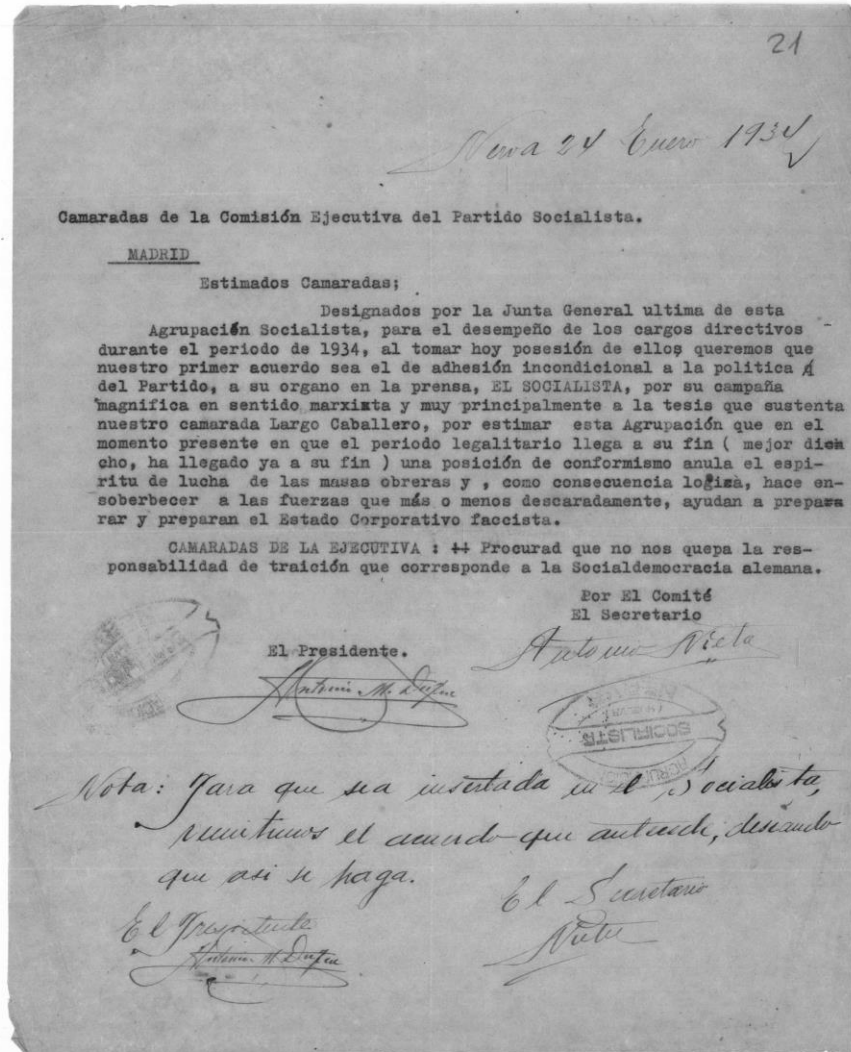 21
Nerva 24 Enero 1934
Camaradas de la Comisión Ejecutiva del Partido Socialista.
MADRID
Estimados Camaradas;
Designados por la Junta General ultima de esta
Agrupación Socialista, para el desempeño de los cargos directivos
durante el periodo de 1934, al tomar hoy posesión de ellos queremos que
nuestro primer acuerdo sea el de adhesión incondicional a la politica
del Partido, a su organo en la prensa, EL SOCIALISTA, por su campaña
magnifica en sentido marxista y muy principalmente a la tesis que sustenta
nuestro camarada Largo Caballero, por estimar esta Agrupación que en el
momento presente en que el periodo legalitario llega a su fin ( mejor dich
cho, ha llegado ya a su fin ) una posición de conformismo anula el espi-
ritu de lucha de las masas obreras y , como consecuencia logica, hace en-
soberbecer a las fuerzas que más o menos descaradamente, ayudan a prepara
rar y preparan el Estado Corporativo faccista.
CAMARADAS DE LA EJECUTIVA : Procurad que no nos quepa la res-
ponsabilidad de traición que corresponde a la Socialdemocracia alemana.
Por El Comité
El Secretario
El Presidente.
Antonio Nieto
Antonio M.
AGRUPACION
SOCIALISTA
Nota: Para que sea insertada en El Socialista,
remitimos el acuerdo que antecede, deseando
que asi se haga.
El Secretario
El Presidente
Nieto
Antonio M.